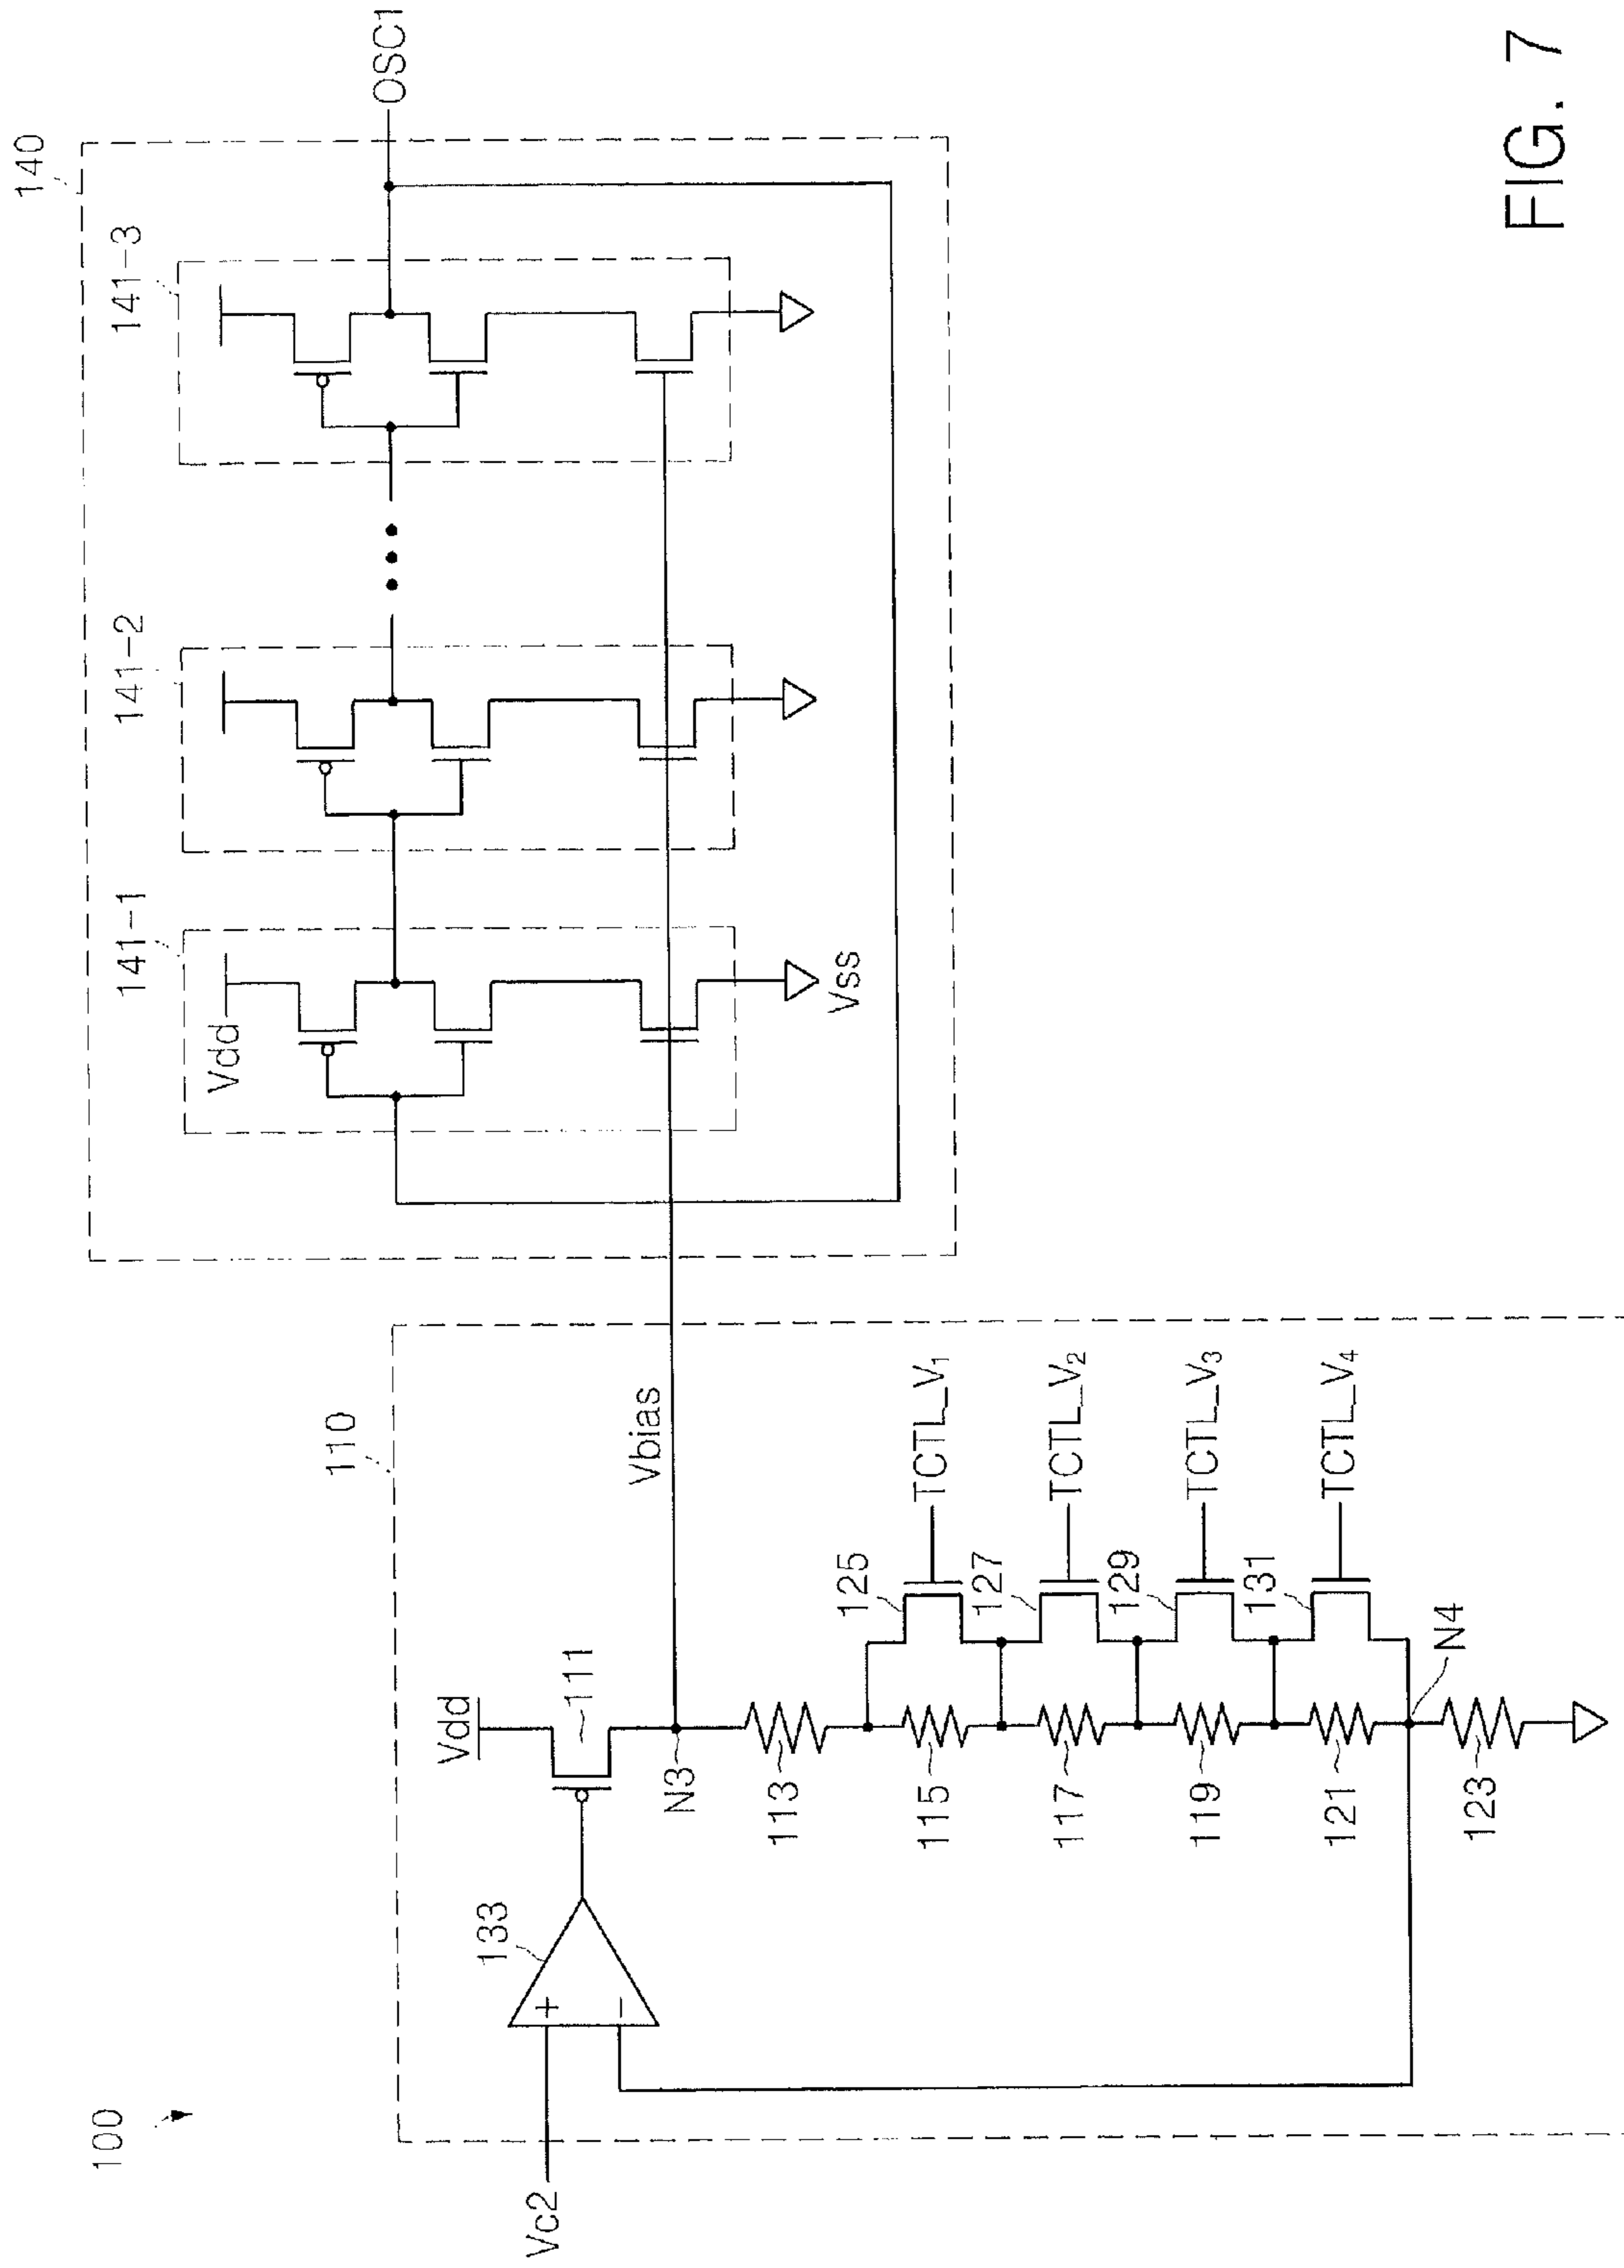 100
110
140
141-1
141-2
141-3
OSC1
Vdd
Vss
Vbias
Vc2
133
+
−
Vdd
111
N3
113
115
117
119
121
123
125
127
129
131
TCTL_V1
TCTL_V2
TCTL_V3
TCTL_V4
N4
FIG. 7